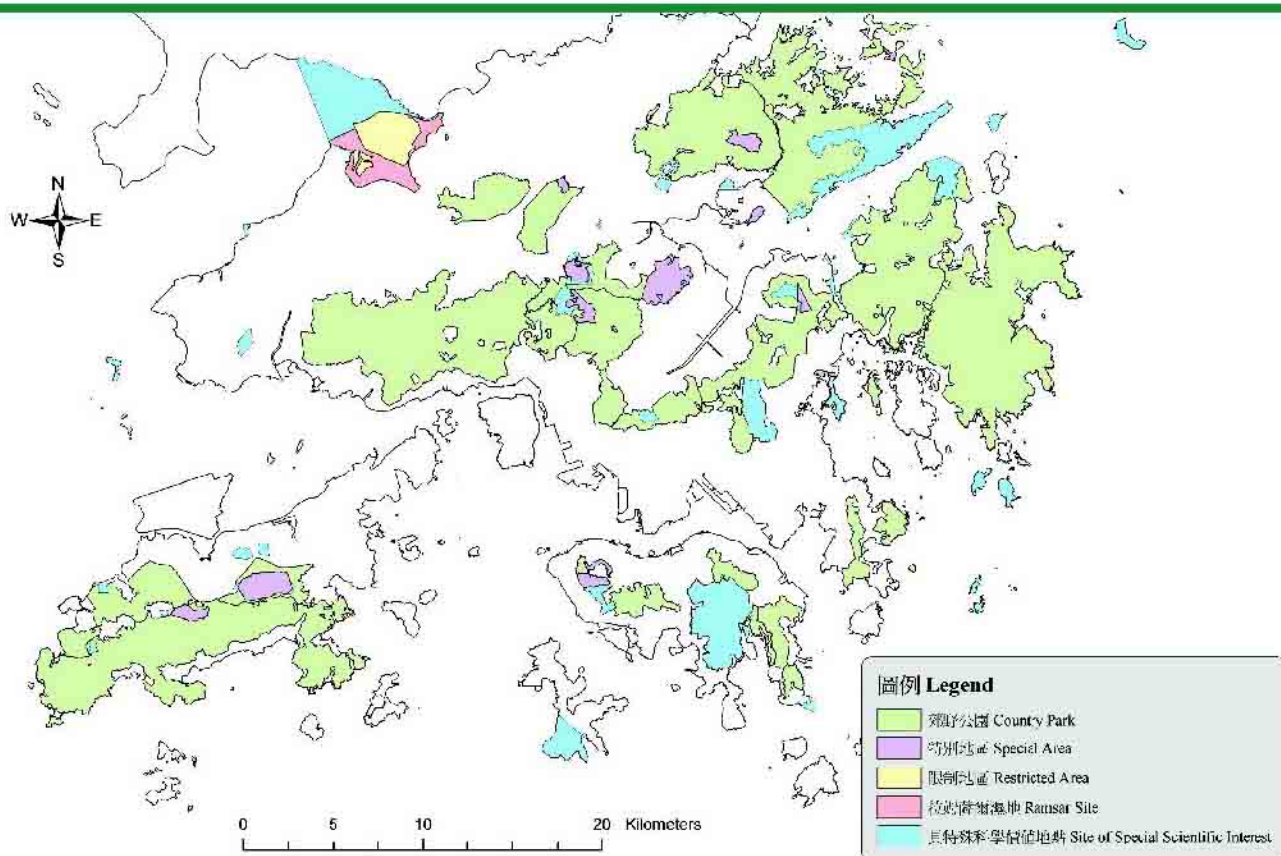 N
W E
S
圖例 Legend
郊野公園 Country Park
特別地區 Special Area
限制地區 Restricted Area
拉姆薩爾濕地 Ramsar Site
具特殊科學價值地點 Site of Special Scientific Interest
0 5 10 20 Kilometers